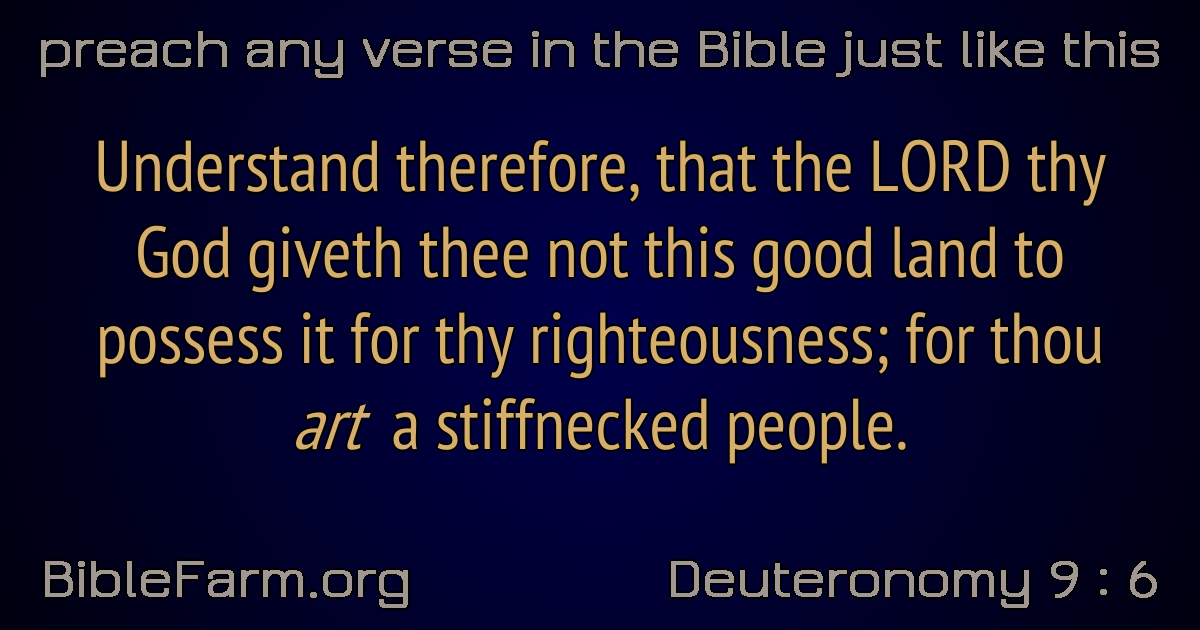 preach any verse in the Bible just like this
Understand therefore, that the LORD thy
God giveth thee not this good land to
possess it for thy righteousness; for thou
art a stiffnecked people.
BibleFarm.org
Deuteronomy 9 : 6